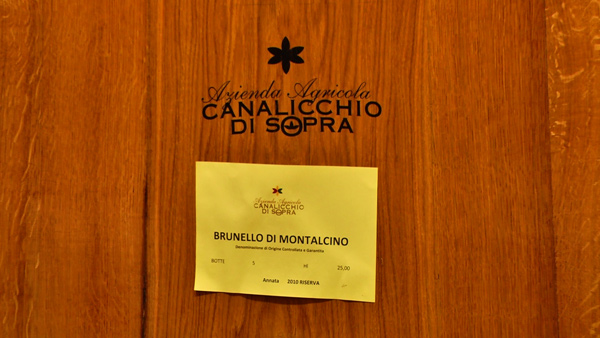 Azienda Agricola
CANALICCHIO
DI SOPRA
Azienda Agricola
CANALICCHIO
DI SOPRA
BRUNELLO DI MONTALCINO
Denominazione di Origine Controllata e Garantita
BOTTE 5 Hl 25,00
Annata 2010 RISERVA